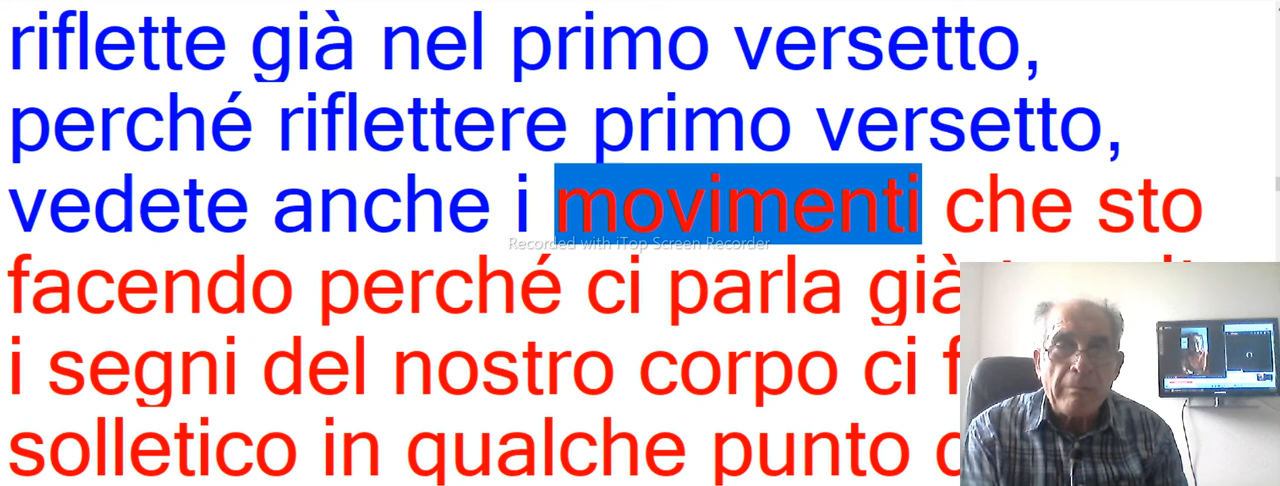 riflette già nel primo versetto,
perché riflettere primo versetto,
vedete anche i movimenti che sto
Recorded with iTop Screen Recorder
facendo perché ci parla già
i segni del nostro corpo ci
solletico in qualche punto